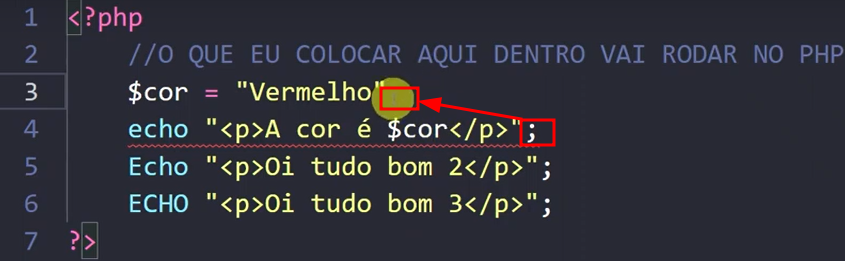 1 <?php
2 //O QUE EU COLOCAR AQUI DENTRO VAI RODAR NO PHP
3 $cor = "Vermelho"
4 echo "<p>A cor é $cor</p>";
5 Echo "<p>Oi tudo bom 2</p>";
6 ECHO "<p>Oi tudo bom 3</p>";
7 ?>